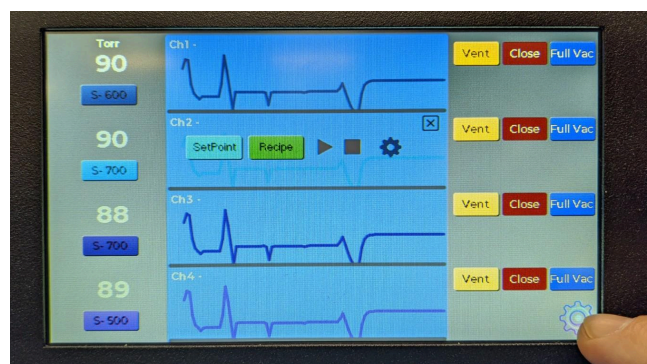 Torr
90
S- 600
Ch1 -
Vent Close Full Vac
90
S- 700
Ch2 -
SetPoint Recipe
Vent Close Full Vac
88
S- 700
Ch3 -
Vent Close Full Vac
89
S- 500
Ch4 -
Vent Close Full Vac